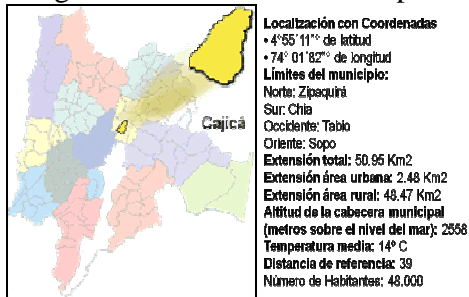 Cajicá
Localización con Coordenadas
• 4°55'11"° de latitud
• 74° 01'82"° de longitud
Límites del municipio:
Norte: Zipaquirá
Sur: Chia
Occidente: Tabio
Oriente: Sopo
Extensión total: 50.95 Km2
Extensión área urbana: 2.48 Km2
Extensión área rural: 48.47 Km2
Altitud de la cabecera municipal
(metros sobre el nivel del mar): 2558
Temperatura media: 14º C
Distancia de referencia: 39
Número de Habitantes: 48.000